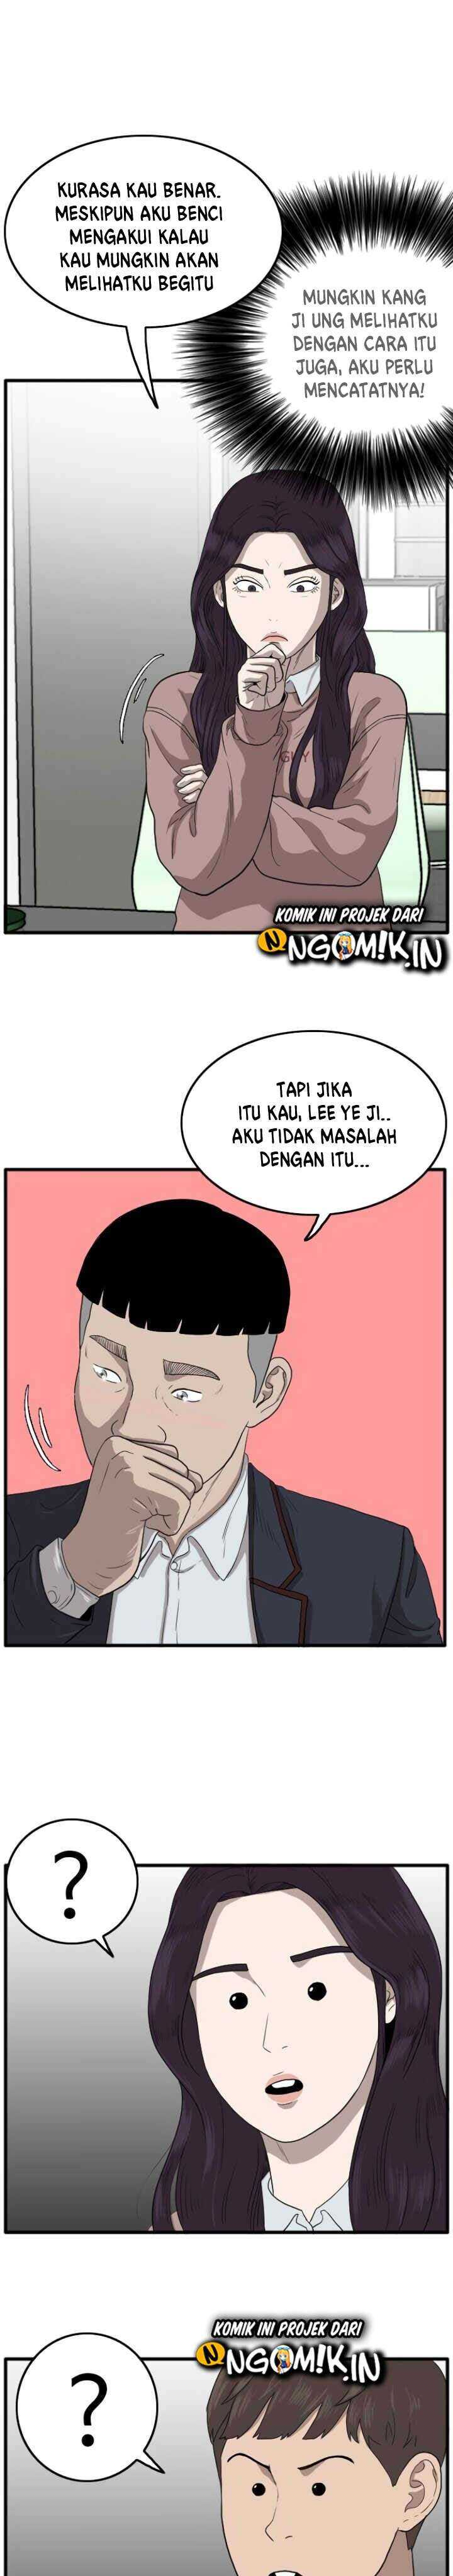 KURASA KAU BENAR.
MESKIPUN AKU BENCI
MENGAKUI KALAU
KAU MUNGKIN AKAN
MELIHATKU BEGITU
MUNGKIN KANG
JI UNG MELIHATKU
DENGAN CARA ITU
JUGA, AKU PERLU
MENCATATNYA!
KOMIK INI PROJEK DARI
N NGOMIK.IN
TAPI JIKA
ITU KAU, LEE YE JI..
AKU TIDAK MASALAH
DENGAN ITU...
?
KOMIK INI PROJEK DARI
N NGOMIK.IN
?